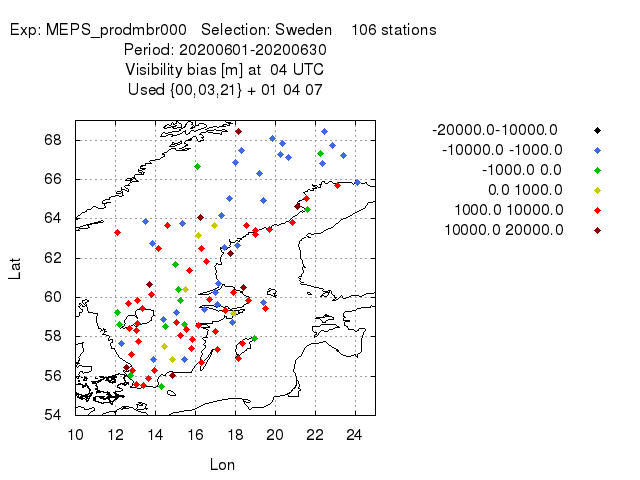 Exp: MEPS_prodmbr000   Selection: Sweden    106 stations
Period: 20200601-20200630
Visibility bias [m] at  04 UTC
Used {00,03,21} + 01 04 07
-20000.0-10000.0
-10000.0 -1000.0
-1000.0 0.0
0.0 1000.0
1000.0 10000.0
10000.0 20000.0
68
66
64
62
60
58
56
54
Lat
10 12 14 16 18 20 22 24
Lon